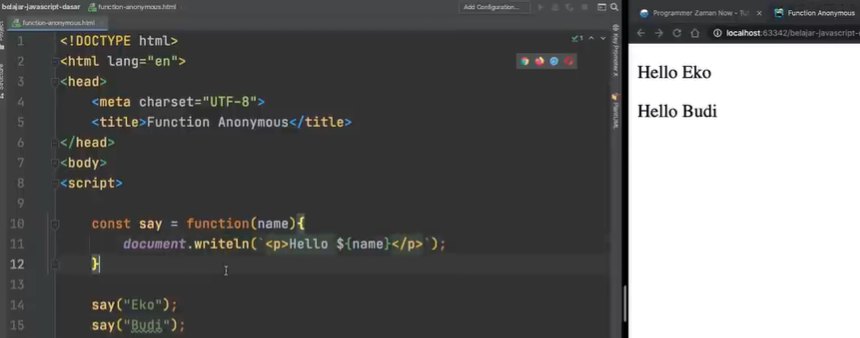 belajar-javascript-dasar function-anonymous.html
Add Configuration...
function-anonymous.html
1 <!DOCTYPE html>
2 <html lang="en">
3 <head>
4 <meta charset="UTF-8">
5 <title>Function Anonymous</title>
6 </head>
7 <body>
8 <script>
9
10 const say = function(name){
11 document.writeln(`<p>Hello ${name}</p>`);
12 }
13
14 say("Eko");
15 say("Budi");
Programmer Zaman Now - Tu
Function Anonymous
localhost:63342/belajar-javascript-d
Hello Eko
Hello Budi